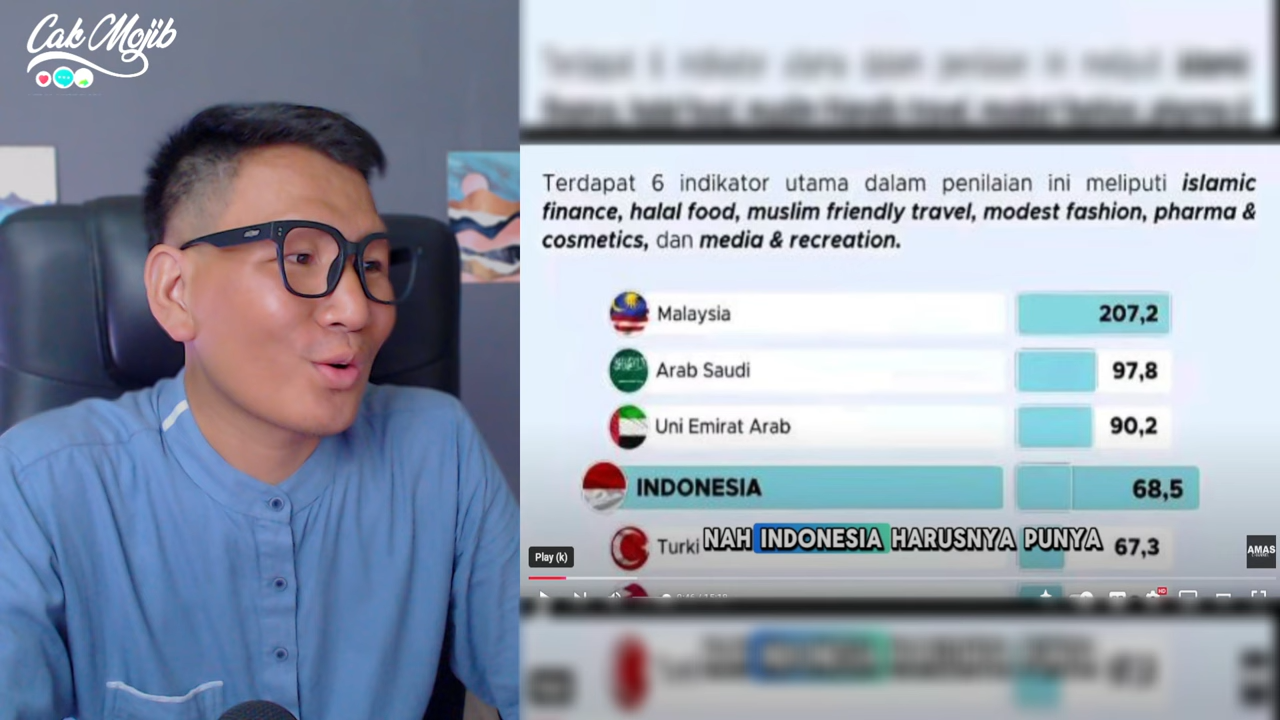 Cak Mojib
Terdapat 6 indikator utama dalam penilaian ini meliputi islamic
finance, halal food, muslim friendly travel, modest fashion, pharma &
cosmetics, dan media & recreation.
Malaysia 207,2
Arab Saudi 97,8
Uni Emirat Arab 90,2
INDONESIA 68,5
Turki 67,3
NAH INDONESIA HARUSNYA PUNYA
Play (k)
AMAS
HD